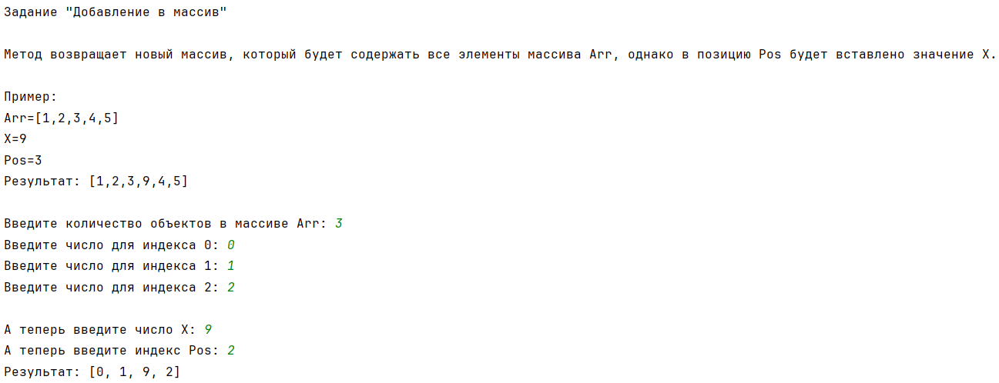 Задание "Добавление в массив"
Метод возвращает новый массив, который будет содержать все элементы массива Arr, однако в позицию Pos будет вставлено значение X.
Пример:
Arr=[1,2,3,4,5]
X=9
Pos=3
Результат: [1,2,3,9,4,5]
Введите количество объектов в массиве Arr: 3
Введите число для индекса 0: 0
Введите число для индекса 1: 1
Введите число для индекса 2: 2
А теперь введите число X: 9
А теперь введите индекс Pos: 2
Результат: [0, 1, 9, 2]